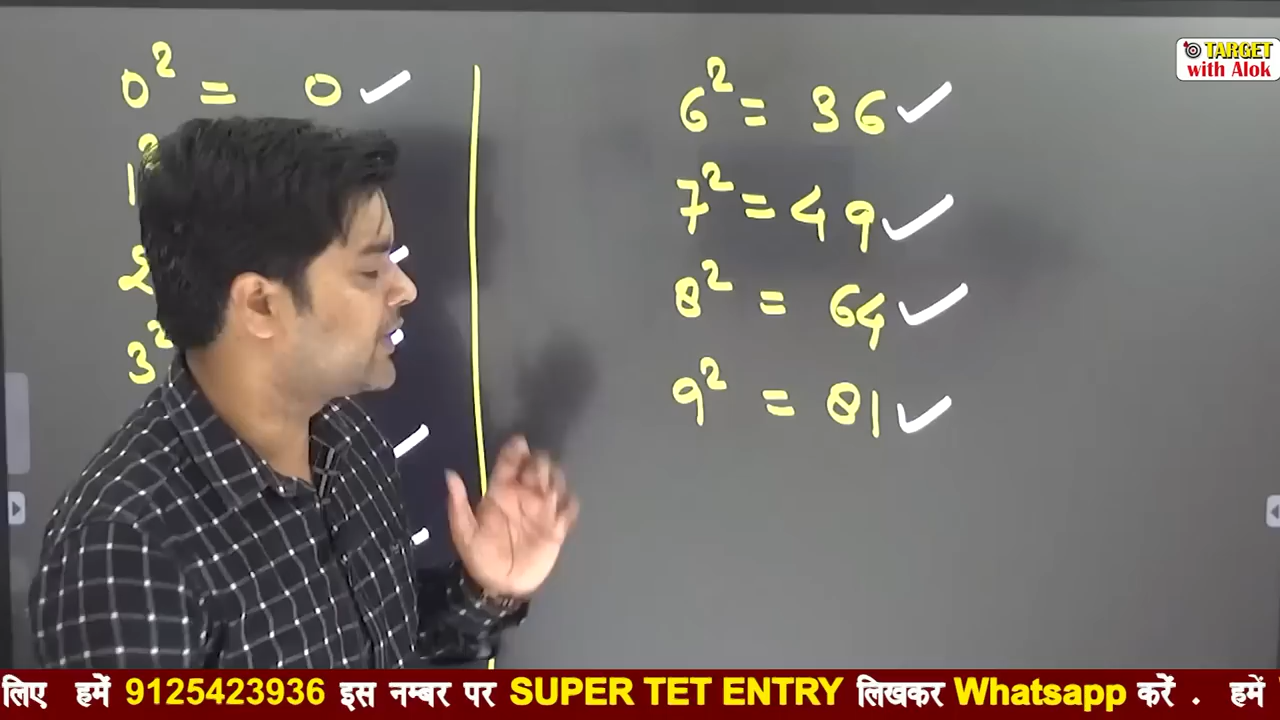 0² = 0
3²
6² = 36
7² = 49
8² = 64
9² = 81
TARGET
with Alok
लिए हमें 9125423936 इस नम्बर पर SUPER TET ENTRY लिखकर Whatsapp करें . हमें